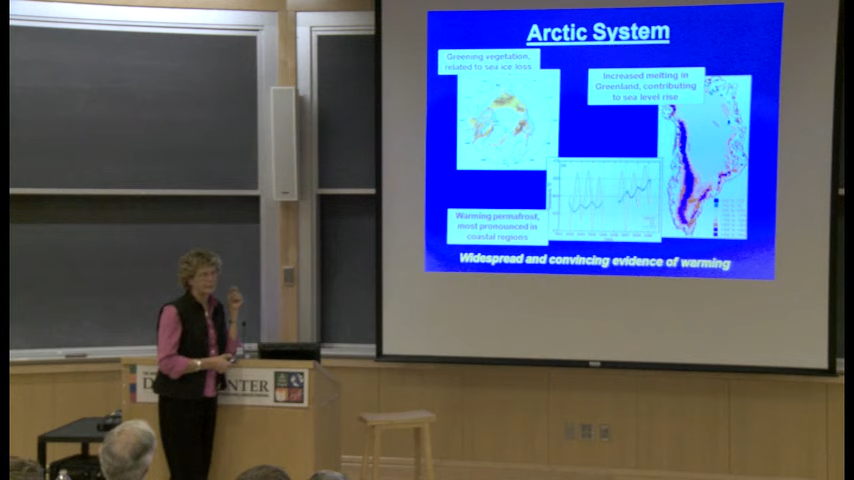 Arctic System
Greening vegetation,
related to sea ice loss
Increased melting in
Greenland, contributing
to sea level rise
Warming permafrost,
most pronounced in
coastal regions
Widespread and convincing evidence of warming
NTER